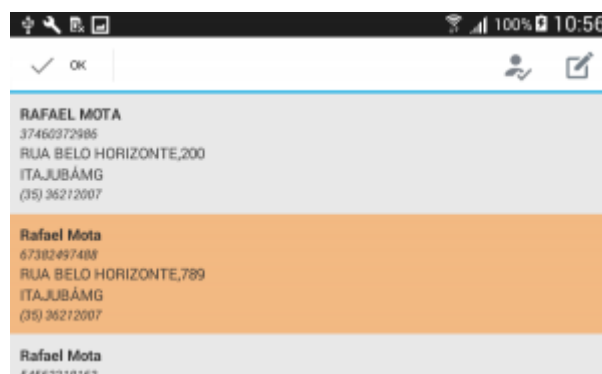 100% 10:56
OK
RAFAEL MOTA
37460372986
RUA BELO HORIZONTE,200
ITAJUBÁMG
(35) 36212007
Rafael Mota
67382497488
RUA BELO HORIZONTE,789
ITAJUBÁMG
(35) 36212007
Rafael Mota